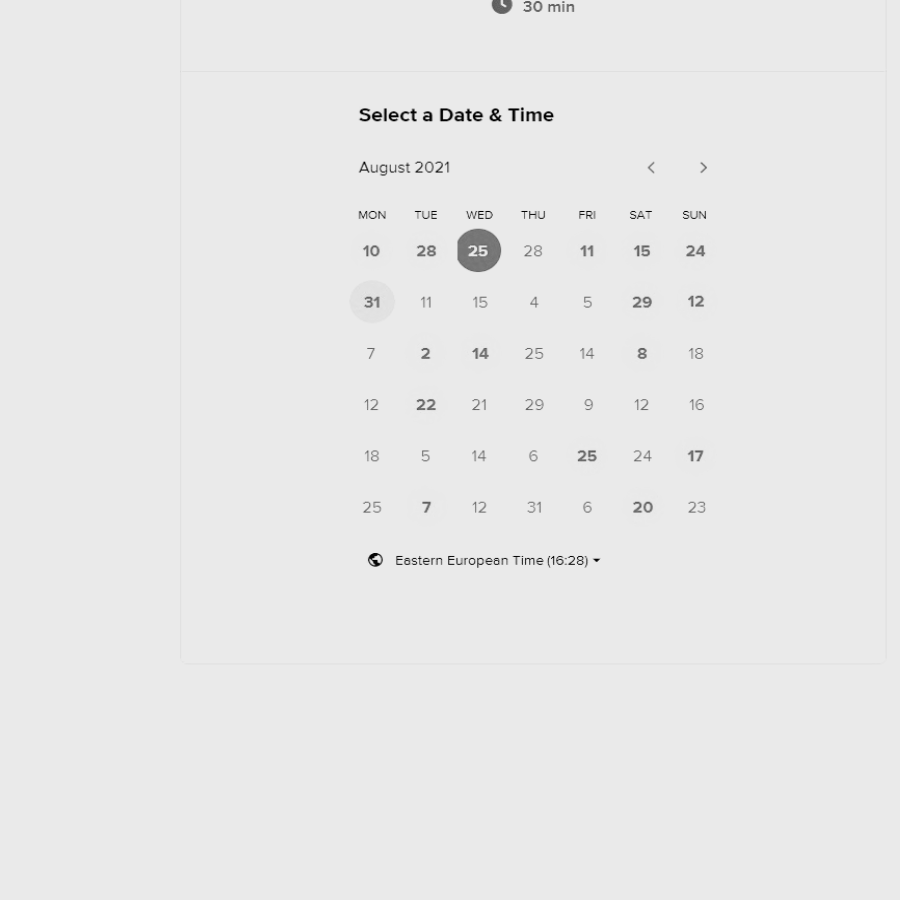 30 min
Select a Date & Time
August 2021
MON TUE WED THU FRI SAT SUN
10 28 25 28 11 15 24
31 11 15 4 5 29 12
7 2 14 25 14 8 18
12 22 21 29 9 12 16
18 5 14 6 25 24 17
25 7 12 31 6 20 23
Eastern European Time (16:28)